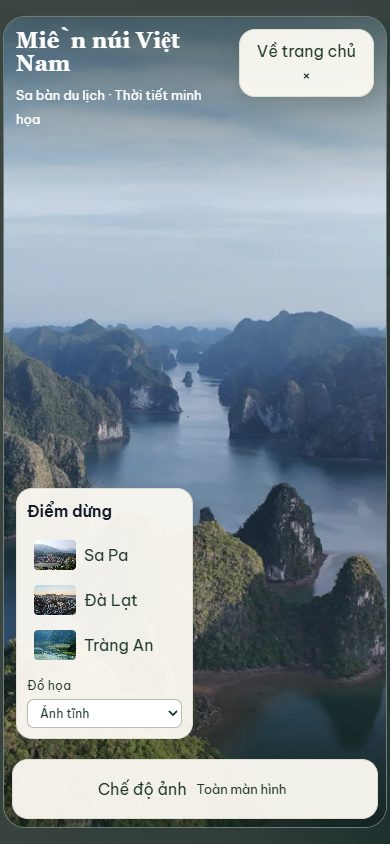 Miền núi Việt
Nam
Sa bàn du lịch · Thời tiết minh
họa
Về trang chủ
×
Điểm dừng
Sa Pa
Đà Lạt
Tràng An
Đồ họa
Ảnh tĩnh
Chế độ ảnh Toàn màn hình